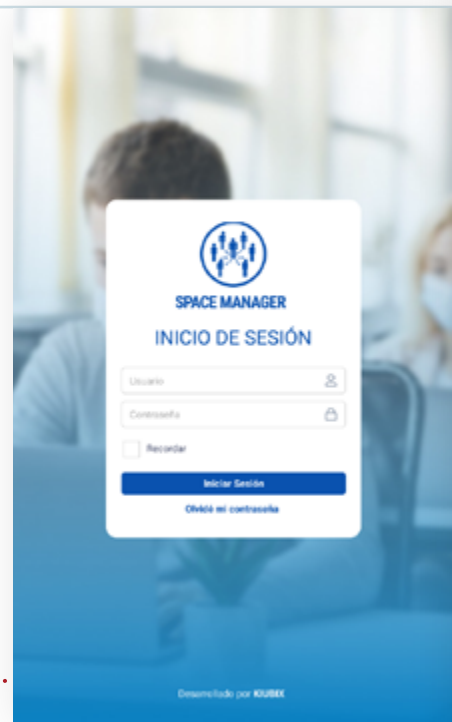 SPACE MANAGER
INICIO DE SESIÓN
Usuario
Contraseña
Recordar
Iniciar Sesión
Olvidé mi contraseña
Desarrollado por KIUBIX